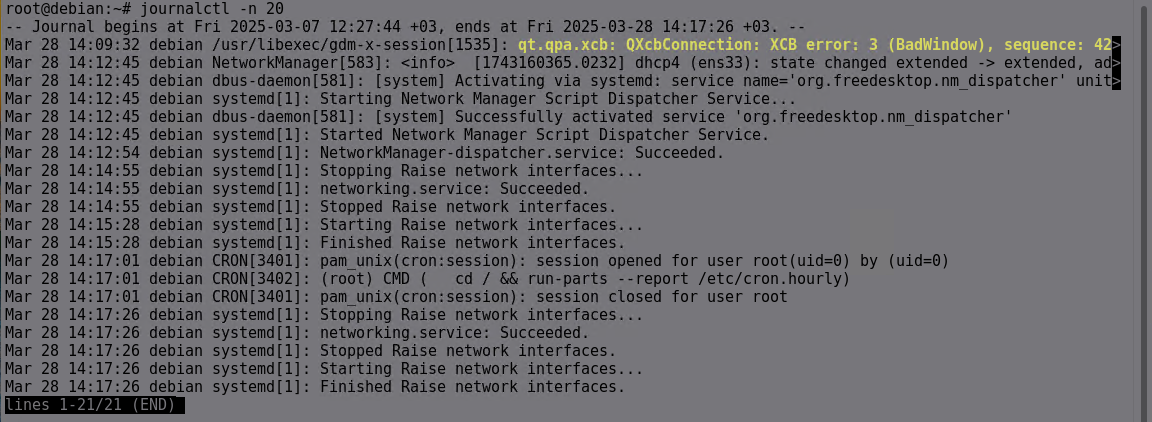 root@debian:~# journalctl -n 20
-- Journal begins at Fri 2025-03-07 12:27:44 +03, ends at Fri 2025-03-28 14:17:26 +03. --
Mar 28 14:09:32 debian /usr/libexec/gdm-x-session[1535]: qt.qpa.xcb: QXcbConnection: XCB error: 3 (BadWindow), sequence: 42>
Mar 28 14:12:45 debian NetworkManager[583]: <info>  [1743160365.0232] dhcp4 (ens33): state changed extended -> extended, ad>
Mar 28 14:12:45 debian dbus-daemon[581]: [system] Activating via systemd: service name='org.freedesktop.nm_dispatcher' unit>
Mar 28 14:12:45 debian systemd[1]: Starting Network Manager Script Dispatcher Service...
Mar 28 14:12:45 debian dbus-daemon[581]: [system] Successfully activated service 'org.freedesktop.nm_dispatcher'
Mar 28 14:12:45 debian systemd[1]: Started Network Manager Script Dispatcher Service.
Mar 28 14:12:54 debian systemd[1]: NetworkManager-dispatcher.service: Succeeded.
Mar 28 14:14:55 debian systemd[1]: Stopping Raise network interfaces...
Mar 28 14:14:55 debian systemd[1]: networking.service: Succeeded.
Mar 28 14:14:55 debian systemd[1]: Stopped Raise network interfaces.
Mar 28 14:15:28 debian systemd[1]: Starting Raise network interfaces...
Mar 28 14:15:28 debian systemd[1]: Finished Raise network interfaces.
Mar 28 14:17:01 debian CRON[3401]: pam_unix(cron:session): session opened for user root(uid=0) by (uid=0)
Mar 28 14:17:01 debian CRON[3402]: (root) CMD (   cd / && run-parts --report /etc/cron.hourly)
Mar 28 14:17:01 debian CRON[3401]: pam_unix(cron:session): session closed for user root
Mar 28 14:17:26 debian systemd[1]: Stopping Raise network interfaces...
Mar 28 14:17:26 debian systemd[1]: networking.service: Succeeded.
Mar 28 14:17:26 debian systemd[1]: Stopped Raise network interfaces.
Mar 28 14:17:26 debian systemd[1]: Starting Raise network interfaces...
Mar 28 14:17:26 debian systemd[1]: Finished Raise network interfaces.
lines 1-21/21 (END)